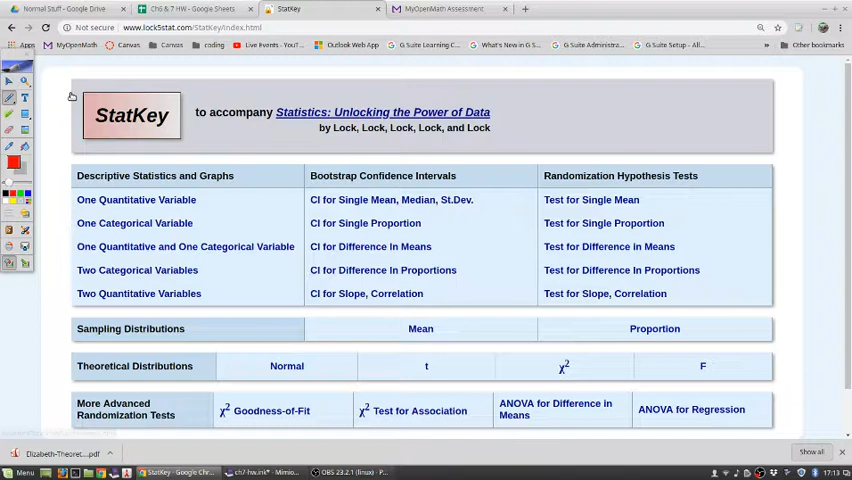 Normal Stuff - Google Drive
Ch6 & 7 HW - Google Sheets
StatKey
MyOpenMath Assessment
Not secure
www.lock5stat.com/StatKey/index.html
Apps
MyOpenMath
Canvas
Canvas
coding
Live Events - YouT...
Outlook Web App
G Suite Learning C...
What's New in G S...
G Suite Administra...
G Suite Setup - Al...
Other bookmarks
StatKey
to accompany Statistics: Unlocking the Power of Data
by Lock, Lock, Lock, Lock, and Lock
Descriptive Statistics and Graphs
Bootstrap Confidence Intervals
Randomization Hypothesis Tests
One Quantitative Variable
CI for Single Mean, Median, St.Dev.
Test for Single Mean
One Categorical Variable
CI for Single Proportion
Test for Single Proportion
One Quantitative and One Categorical Variable
CI for Difference In Means
Test for Difference in Means
Two Categorical Variables
CI for Difference In Proportions
Test for Difference In Proportions
Two Quantitative Variables
CI for Slope, Correlation
Test for Slope, Correlation
Sampling Distributions
Mean
Proportion
Theoretical Distributions
Normal
t
χ²
F
More Advanced
Randomization Tests
χ² Goodness-of-Fit
χ² Test for Association
ANOVA for Difference in
Means
ANOVA for Regression
Elizabeth-Theoret....pdf
Show all
Menu
StatKey - Google Chr...
ch7-hw.ink* - Mimio...
OBS 23.2.1 (linux) - P...
17:13